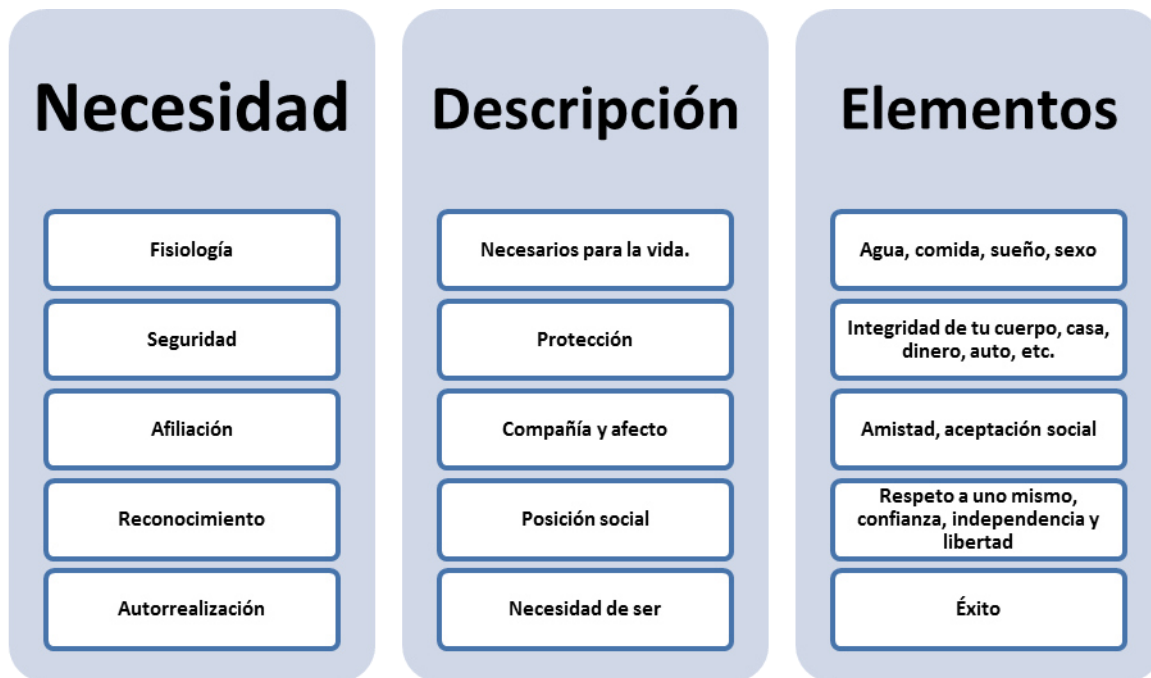 Necesidad
Descripción
Elementos
Fisiología
Necesarios para la vida.
Agua, comida, sueño, sexo
Seguridad
Protección
Integridad de tu cuerpo, casa,
dinero, auto, etc.
Afiliación
Compañía y afecto
Amistad, aceptación social
Reconocimiento
Posición social
Respeto a uno mismo,
confianza, independencia y
libertad
Autorrealización
Necesidad de ser
Éxito